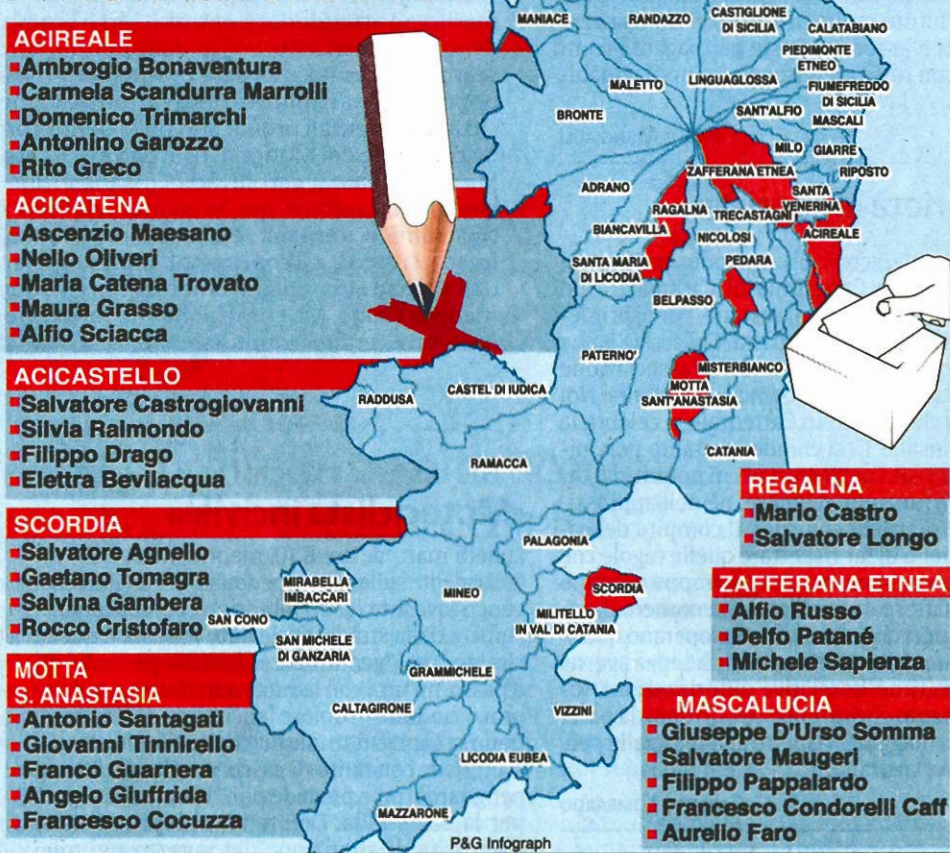 ACIREALE
Ambrogio Bonaventura
Carmela Scandurra Marrolli
Domenico Trimarchi
Antonino Garozzo
Rito Greco
ACICATENA
Ascenzio Maesano
Nello Oliveri
Maria Catena Trovato
Maura Grasso
Alfio Sciacca
ACICASTELLO
Salvatore Castrogiovanni
Silvia Raimondo
Filippo Drago
Elettra Bevilacqua
SCORDIA
Salvatore Agnello
Gaetano Tomagra
Salvina Gambera
Rocco Cristofaro
MOTTA
S. ANASTASIA
Antonio Santagati
Giovanni Tinnirello
Franco Guarnera
Angelo Giuffrida
Francesco Cocuzza
MANIACE
RANDAZZO
CASTIGLIONE
DI SICILIA
CALATABIANO
PIEDIMONTE
ETNEO
MALETTO
LINGUAGLOSSA
FIUMEFREDDO
DI SICILIA
BRONTE
SANT'ALFIO
MASCALI
MILO
GIARRE
ZAFFERANA ETNEA
RIPOSTO
ADRANO
SANTA
VENERINA
RAGALNA
TRECASTAGNI
BIANCAVILLA
NICOLOSI
ACIREALE
SANTA MARIA
DI LICODIA
PEDARA
BELPASSO
PATERNO'
MISTERBIANCO
MOTTA
SANT'ANASTASIA
RADDUSA
CASTEL DI IUDICA
CATANIA
RAMACCA
PALAGONIA
MIRABELLA
IMBACCARI
MINEO
SCORDIA
SAN CONO
MILITELLO
IN VAL DI CATANIA
SAN MICHELE
DI GANZARIA
GRAMMICHELE
CALTAGIRONE
VIZZINI
LICODIA EUBEA
MAZZARONE
P&G Infograph
REGALNA
Mario Castro
Salvatore Longo
ZAFFERANA ETNEA
Alfio Russo
Delfo Patané
Michele Sapienza
MASCALUCIA
Giuseppe D'Urso Somma
Salvatore Maugeri
Filippo Pappalardo
Francesco Condorelli Caff
Aurelio Faro